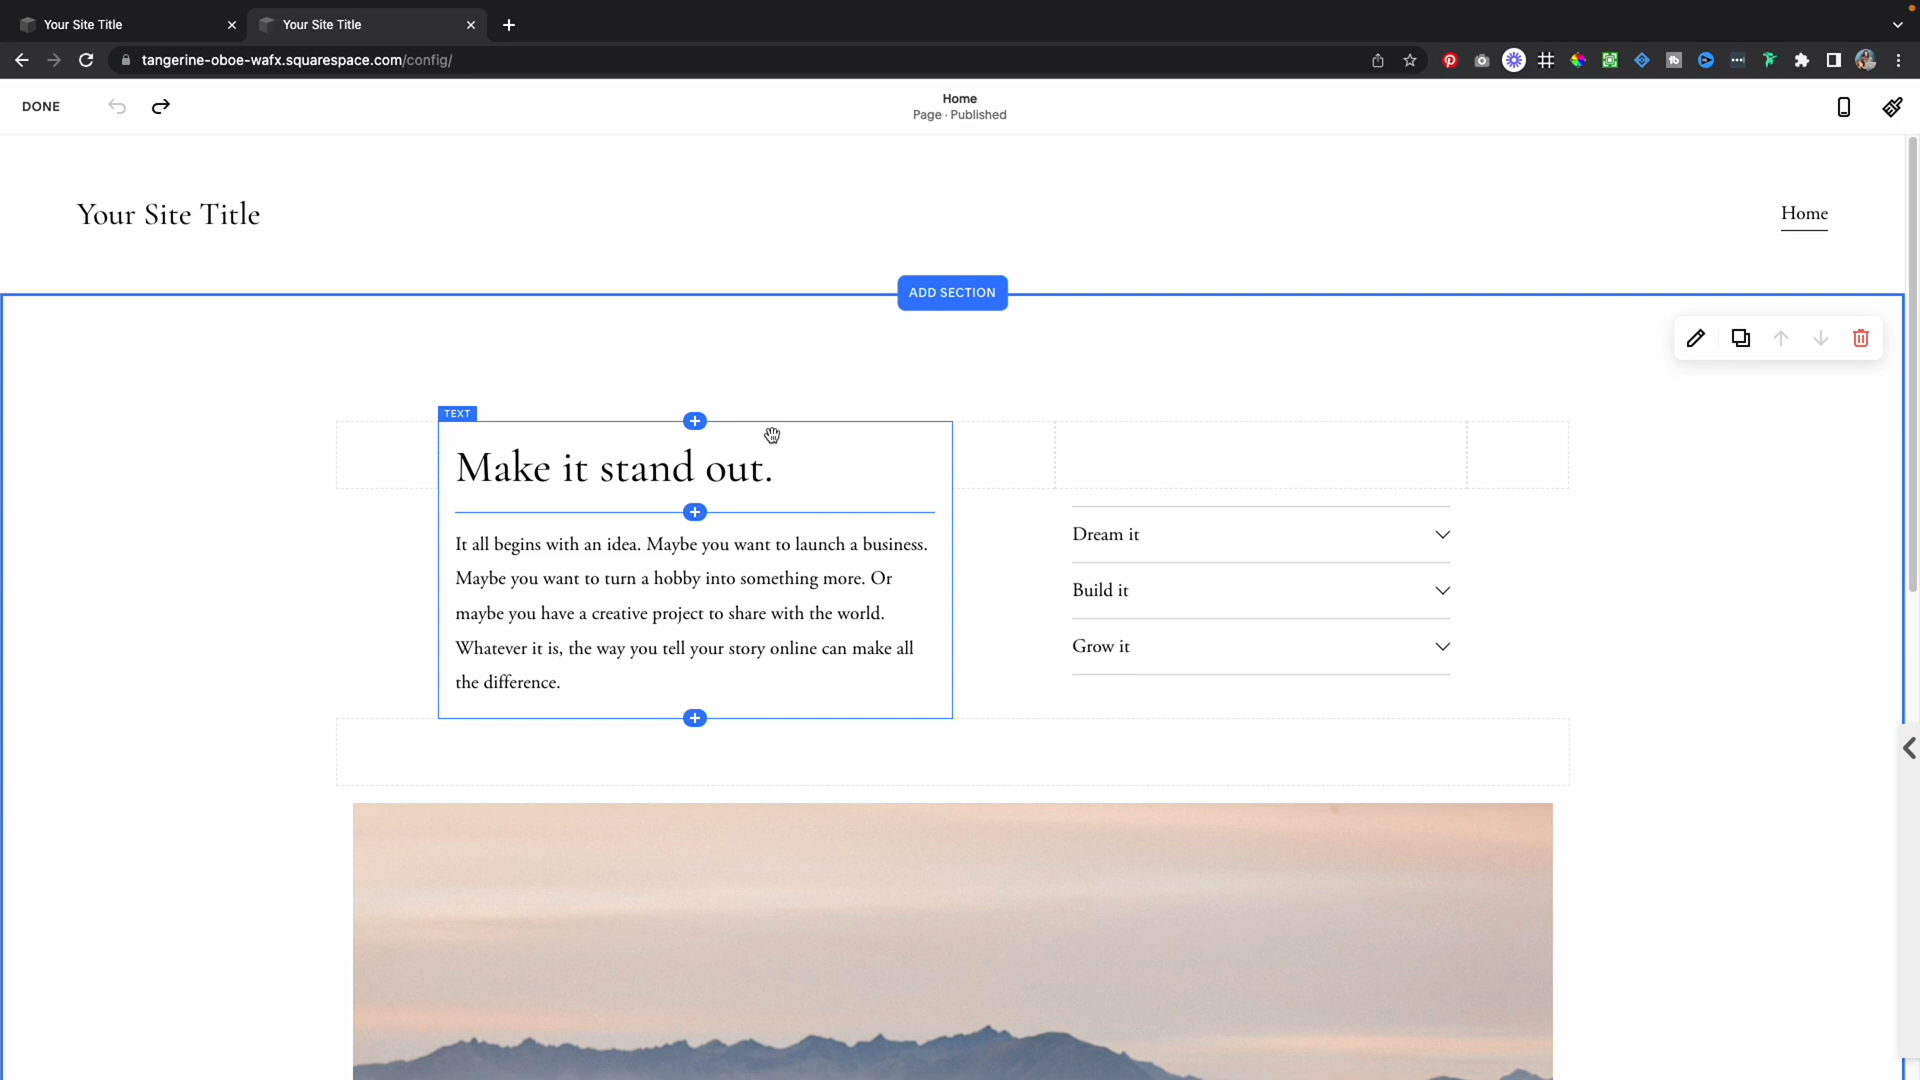 Your Site Title
Your Site Title
tangerine-oboe-wafx.squarespace.com/config/
DONE
Home
Page · Published
Your Site Title
Home
ADD SECTION
TEXT
Make it stand out.
It all begins with an idea. Maybe you want to launch a business.
Maybe you want to turn a hobby into something more. Or
maybe you have a creative project to share with the world.
Whatever it is, the way you tell your story online can make all
the difference.
Dream it
Build it
Grow it